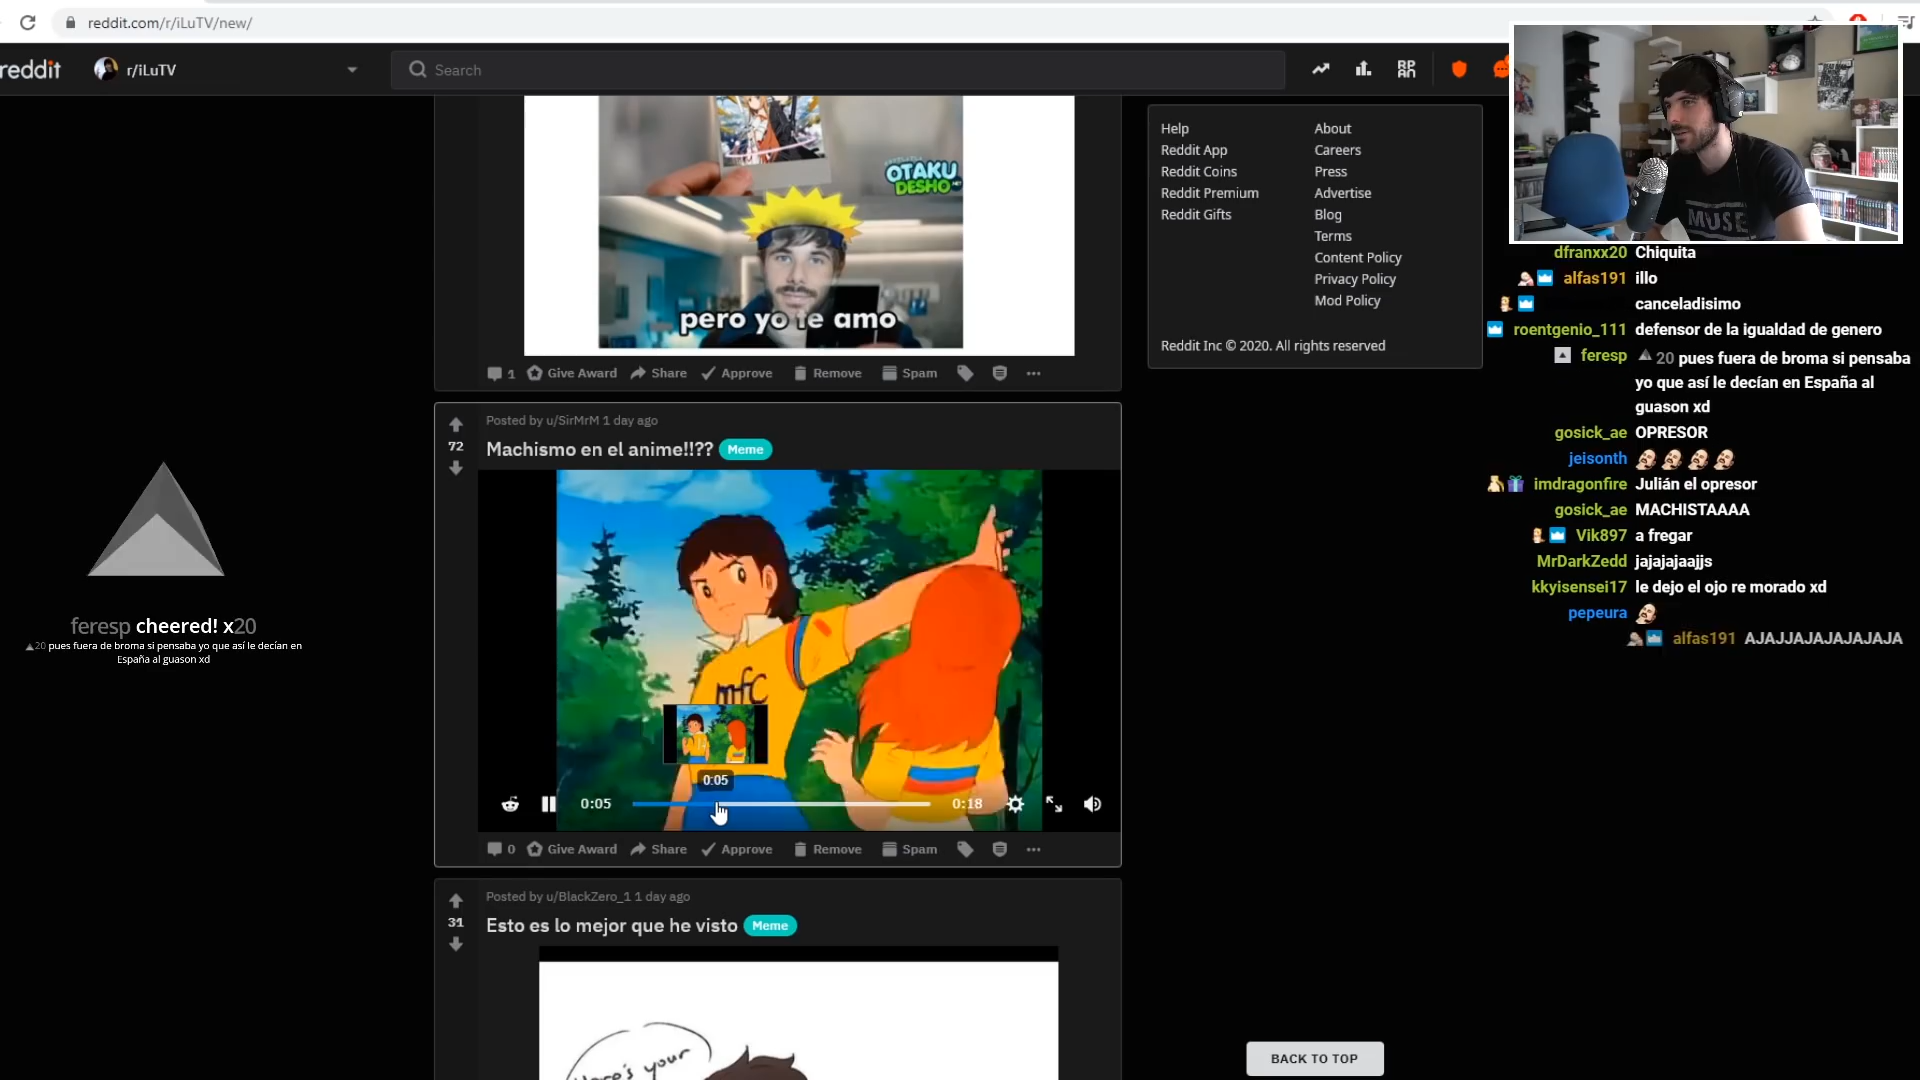 reddit.com/r/iLuTV/new/
reddit
r/iLuTV
Search
OTAKU
DESHO
pero yo te amo
1 Give Award Share Approve Remove Spam
Help
Reddit App
Reddit Coins
Reddit Premium
Reddit Gifts
About
Careers
Press
Advertise
Blog
Terms
Content Policy
Privacy Policy
Mod Policy
Reddit Inc © 2020. All rights reserved
MUSE
dfranxx20 Chiquita
alfas191 illo
canceladisimo
roentgenio_111 defensor de la igualdad de genero
feresp 20 pues fuera de broma si pensaba
yo que así le decían en España al
guason xd
gosick_ae OPRESOR
jeisonth
imdragonfire Julián el opresor
gosick_ae MACHISTAAAA
Vik897 a fregar
MrDarkZedd jajajajaajjs
kkyisensei17 le dejo el ojo re morado xd
pepeura
alfas191 AJAJJAJAJAJAJAJA
feresp cheered! x20
20 pues fuera de broma si pensaba yo que así le decían en
España al guason xd
72
Posted by u/SirMrM 1 day ago
Machismo en el anime!!?? Meme
mfc
0:05
0:05
0:18
0 Give Award Share Approve Remove Spam
31
Posted by u/BlackZero_1 1 day ago
Esto es lo mejor que he visto Meme
Here's your
BACK TO TOP